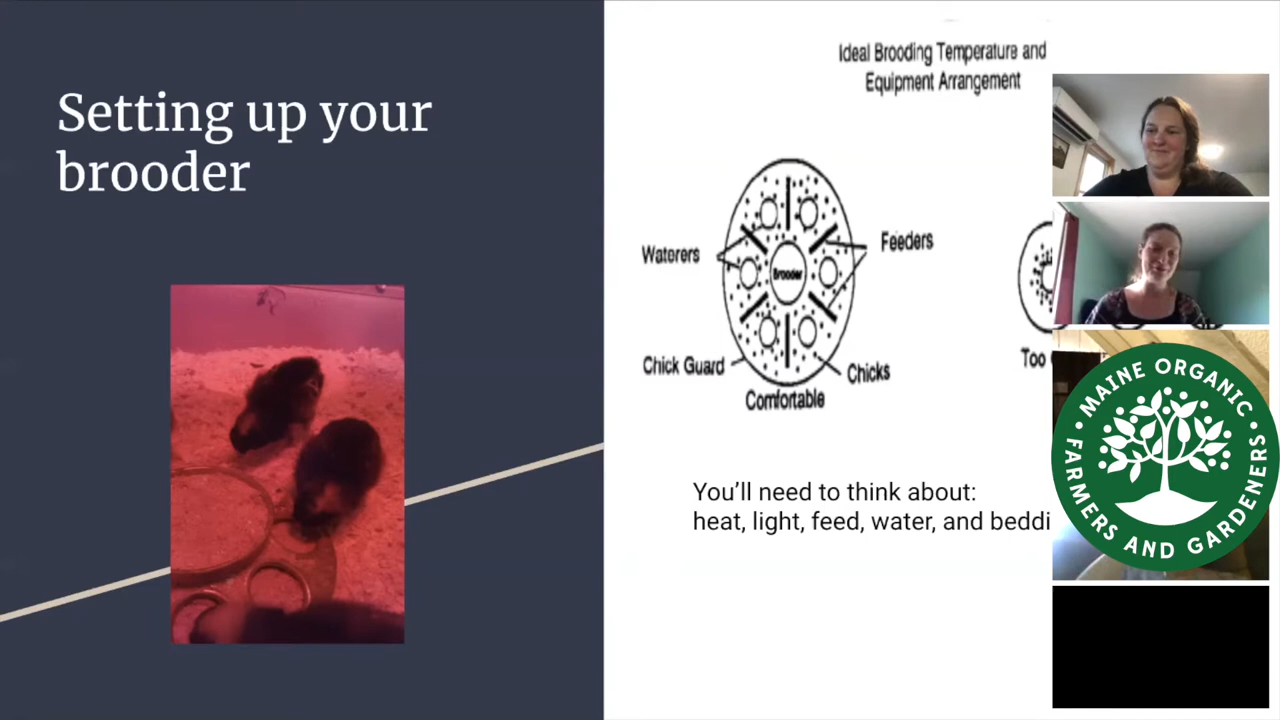 Setting up your
brooder
Ideal Brooding Temperature and
Equipment Arrangement
Waterers
Feeders
Brooder
Chick Guard
Chicks
Comfortable
Too
You'll need to think about:
heat, light, feed, water, and beddi
MAINE ORGANIC
FARMERS AND GARDENERS